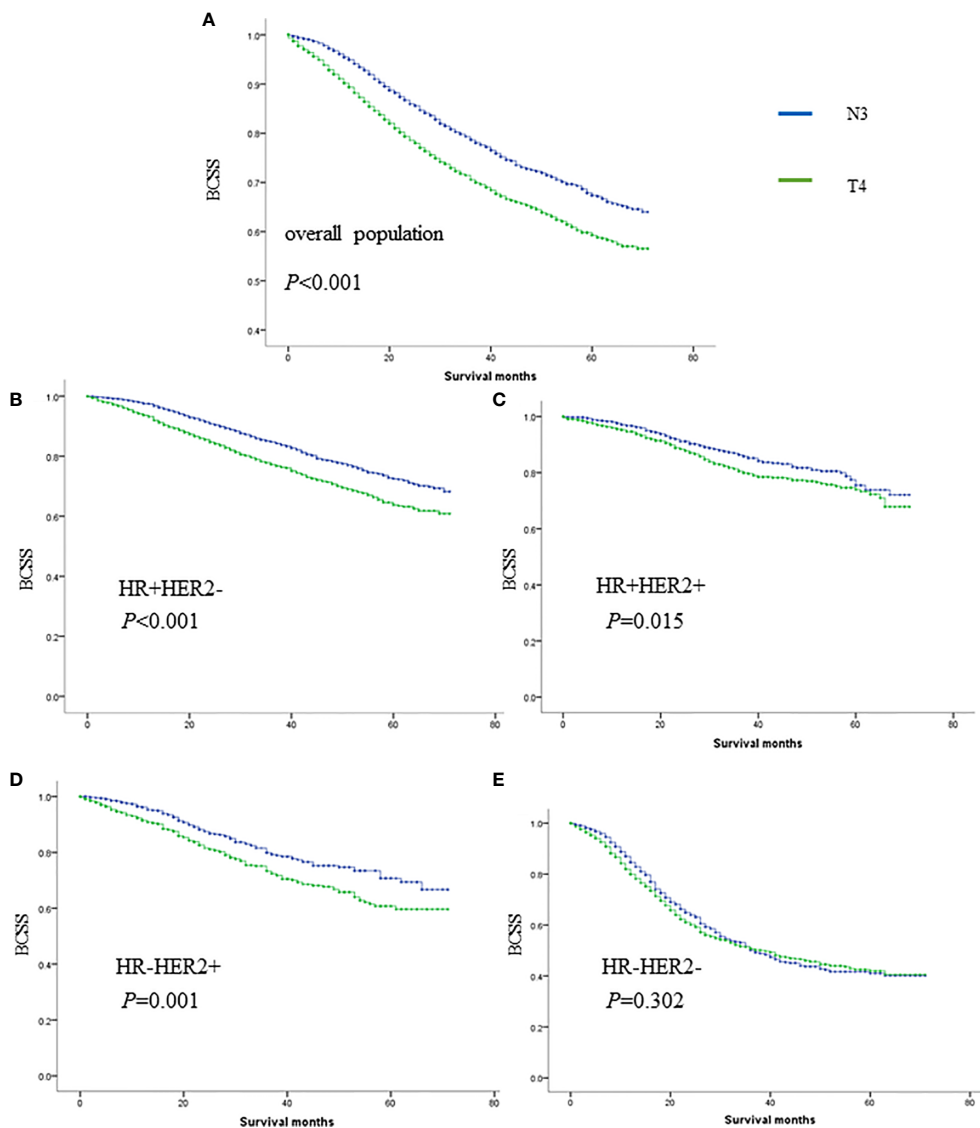 A
1.0
0.9
0.8
0.7
0.6
0.5
0.4
BCSS
overall population
P<0.001
0 20 40 60 80
Survival months
N3
T4
B
1.0
0.8
0.6
0.4
0.2
0.0
BCSS
HR+HER2-
P<0.001
0 20 40 60 80
C
1.0
0.8
0.6
0.4
0.2
0.0
BCSS
HR+HER2+
P=0.015
0 20 40 60 80
Survival months
D
1.0
0.8
0.6
0.4
0.2
0.0
BCSS
HR-HER2+
P=0.001
0 20 40 60 80
Survival months
E
1.0
0.8
0.6
0.4
0.2
0.0
BCSS
HR-HER2-
P=0.302
0 20 40 60 80
Survival months